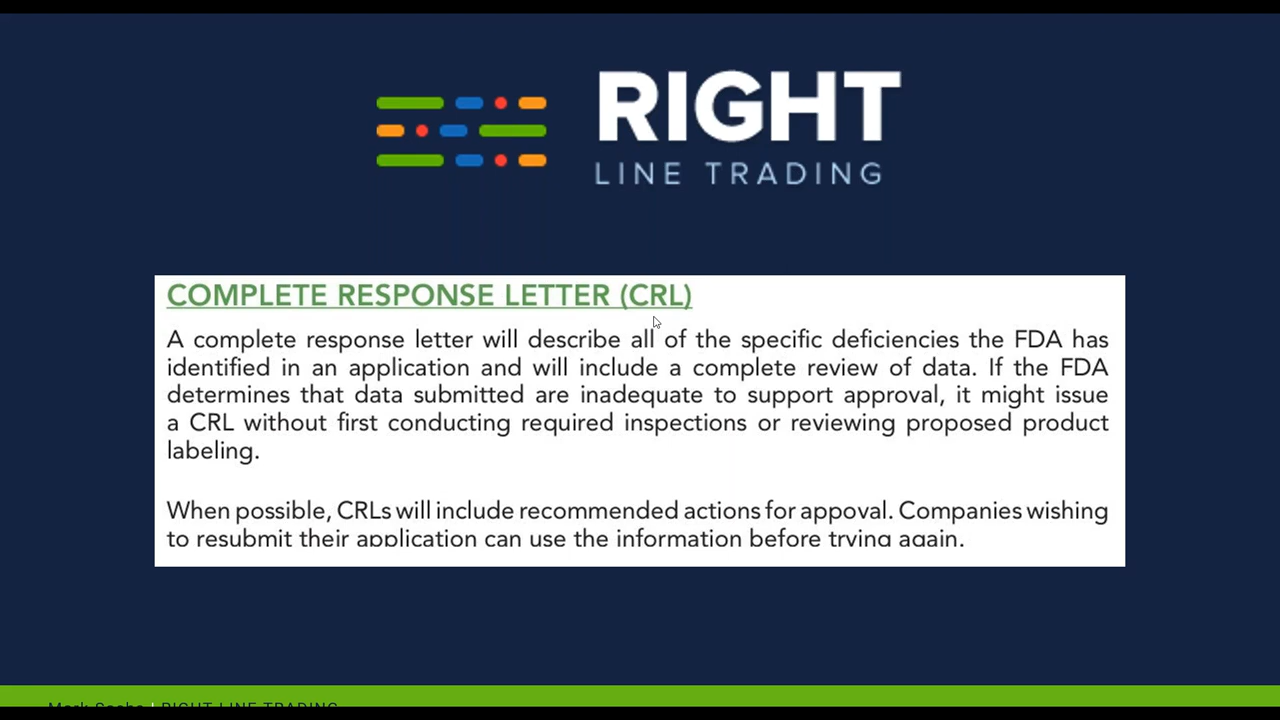 RIGHT
LINE TRADING
COMPLETE RESPONSE LETTER (CRL)
A complete response letter will describe all of the specific deficiencies the FDA has
identified in an application and will include a complete review of data. If the FDA
determines that data submitted are inadequate to support approval, it might issue
a CRL without first conducting required inspections or reviewing proposed product
labeling.
When possible, CRLs will include recommended actions for appoval. Companies wishing
to resubmit their application can use the information before trying again.
| RIGHT LINE TRADING